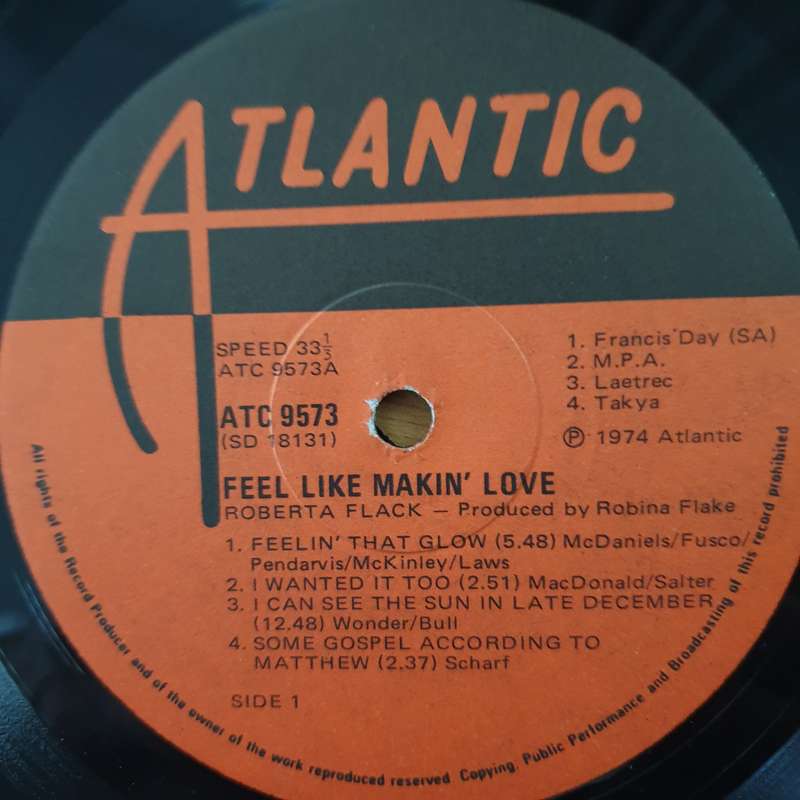 ATLANTIC
SPEED 33⅓
ATC 9573A
1. Francis Day (SA)
2. M.P.A.
3. Laetrec
4. Takya
ATC 9573
(SD 18131)
℗ 1974 Atlantic
FEEL LIKE MAKIN' LOVE
ROBERTA FLACK — Produced by Robina Flake
1. FEELIN' THAT GLOW (5.48) McDaniels/Fusco/
Pendarvis/McKinley/Laws
2. I WANTED IT TOO (2.51) MacDonald/Salter
3. I CAN SEE THE SUN IN LATE DECEMBER
(12.48) Wonder/Bull
4. SOME GOSPEL ACCORDING TO
MATTHEW (2.37) Scharf
SIDE 1
All rights of the Record Producer and of the owner of the work reproduced reserved. Copying, Public Performance and Broadcasting of this record prohibited